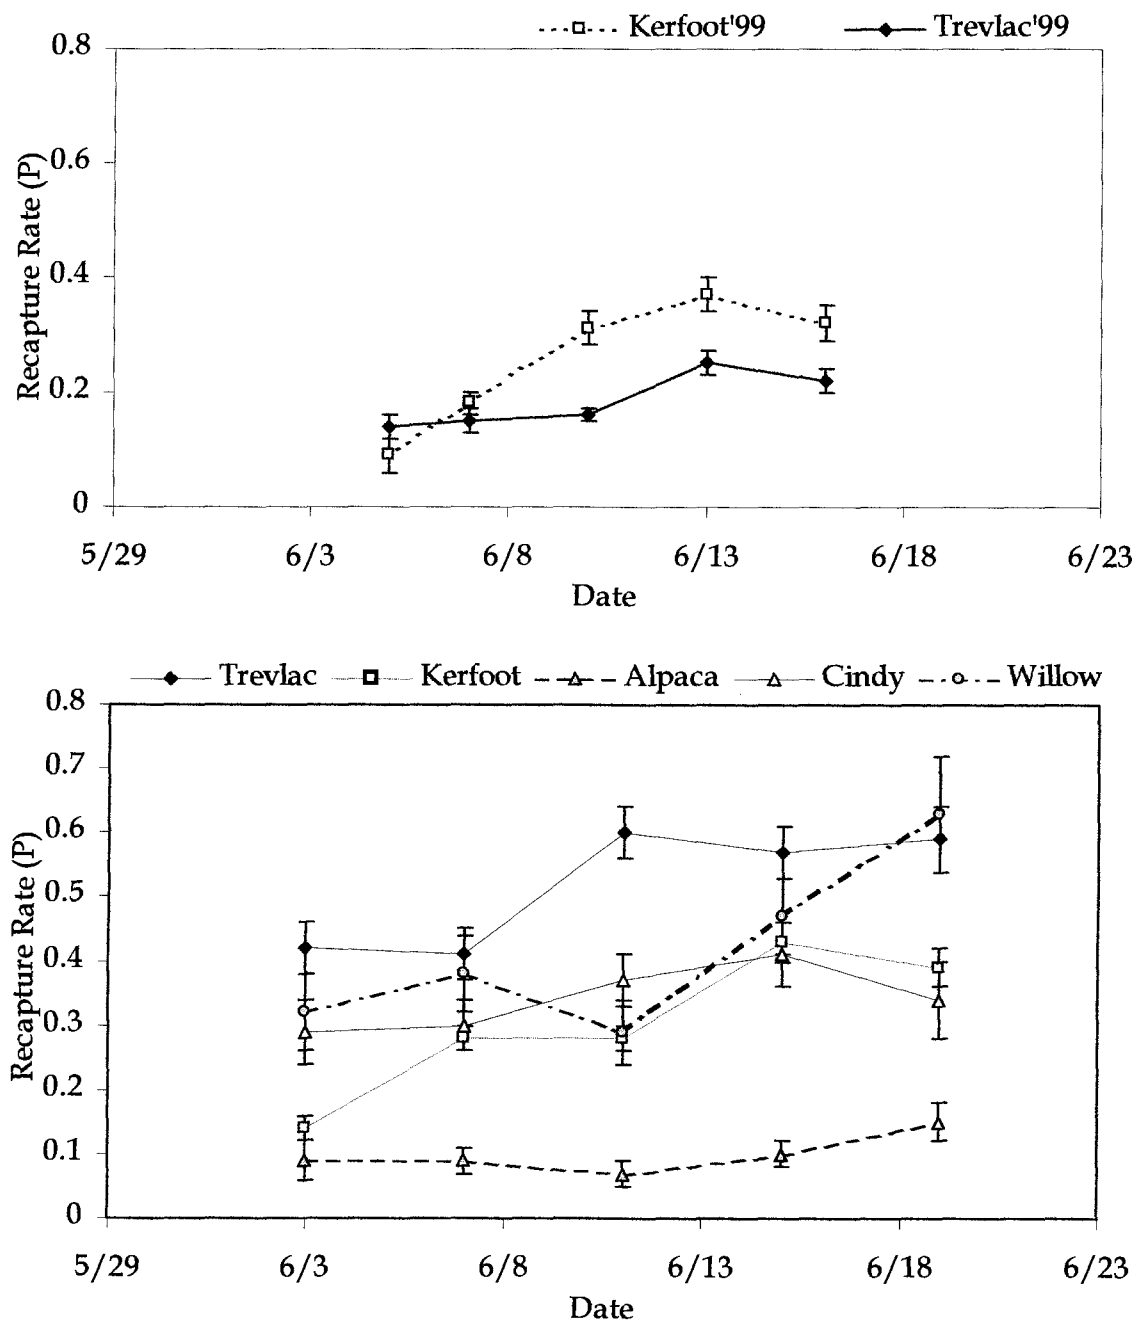 Kerfoot'99 Trevlac'99
0.8
0.6
0.4
0.2
0
Recapture Rate (P)
5/29 6/3 6/8 6/13 6/18 6/23
Date
Trevlac Kerfoot Alpaca Cindy Willow
0.8
0.7
0.6
0.5
0.4
0.3
0.2
0.1
0
Recapture Rate (P)
5/29 6/3 6/8 6/13 6/18 6/23
Date